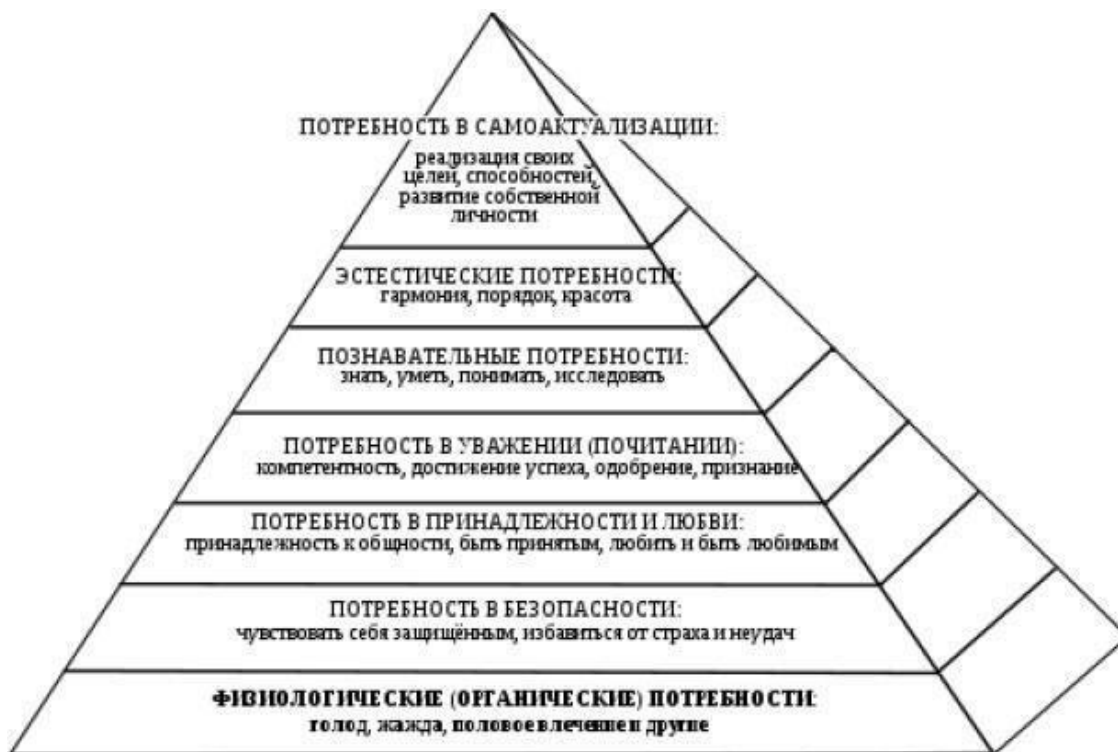 ПОТРЕБНОСТЬ В САМОАКТУАЛИЗАЦИИ:
реализация своих
целей, способностей,
развитие собственной
личности
ЭСТЕСТИЧЕСКИЕ ПОТРЕБНОСТИ:
гармония, порядок, красота
ПОЗНАВАТЕЛЬНЫЕ ПОТРЕБНОСТИ:
знать, уметь, понимать, исследовать
ПОТРЕБНОСТЬ В УВАЖЕНИИ (ПОЧИТАНИИ):
компетентность, достижение успеха, одобрение, признание
ПОТРЕБНОСТЬ В ПРИНАДЛЕЖНОСТИ И ЛЮБВИ:
принадлежность к общности, быть принятым, любить и быть любимым
ПОТРЕБНОСТЬ В БЕЗОПАСНОСТИ:
чувствовать себя защищённым, избавиться от страха и неудач
ФИЗИОЛОГИЧЕСКИЕ (ОРГАНИЧЕСКИЕ) ПОТРЕБНОСТИ:
голод, жажда, половое влечение и другие